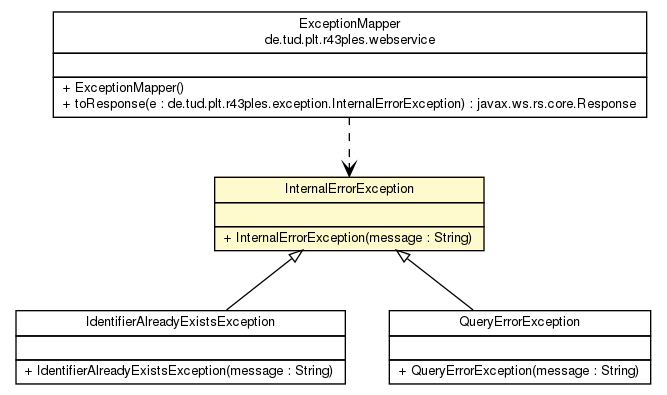 ExceptionMapper
de.tud.plt.r43ples.webservice
+ ExceptionMapper()
+ toResponse(e : de.tud.plt.r43ples.exception.InternalErrorException) : javax.ws.rs.core.Response
InternalErrorException
+ InternalErrorException(message : String)
IdentifierAlreadyExistsException
+ IdentifierAlreadyExistsException(message : String)
QueryErrorException
+ QueryErrorException(message : String)